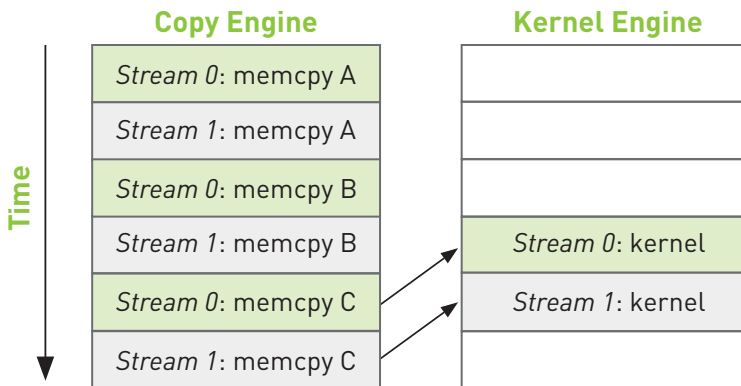 Copy Engine
Kernel Engine
Time
Stream 0: memcpy A
Stream 1: memcpy A
Stream 0: memcpy B
Stream 1: memcpy B
Stream 0: kernel
Stream 0: memcpy C
Stream 1: kernel
Stream 1: memcpy C